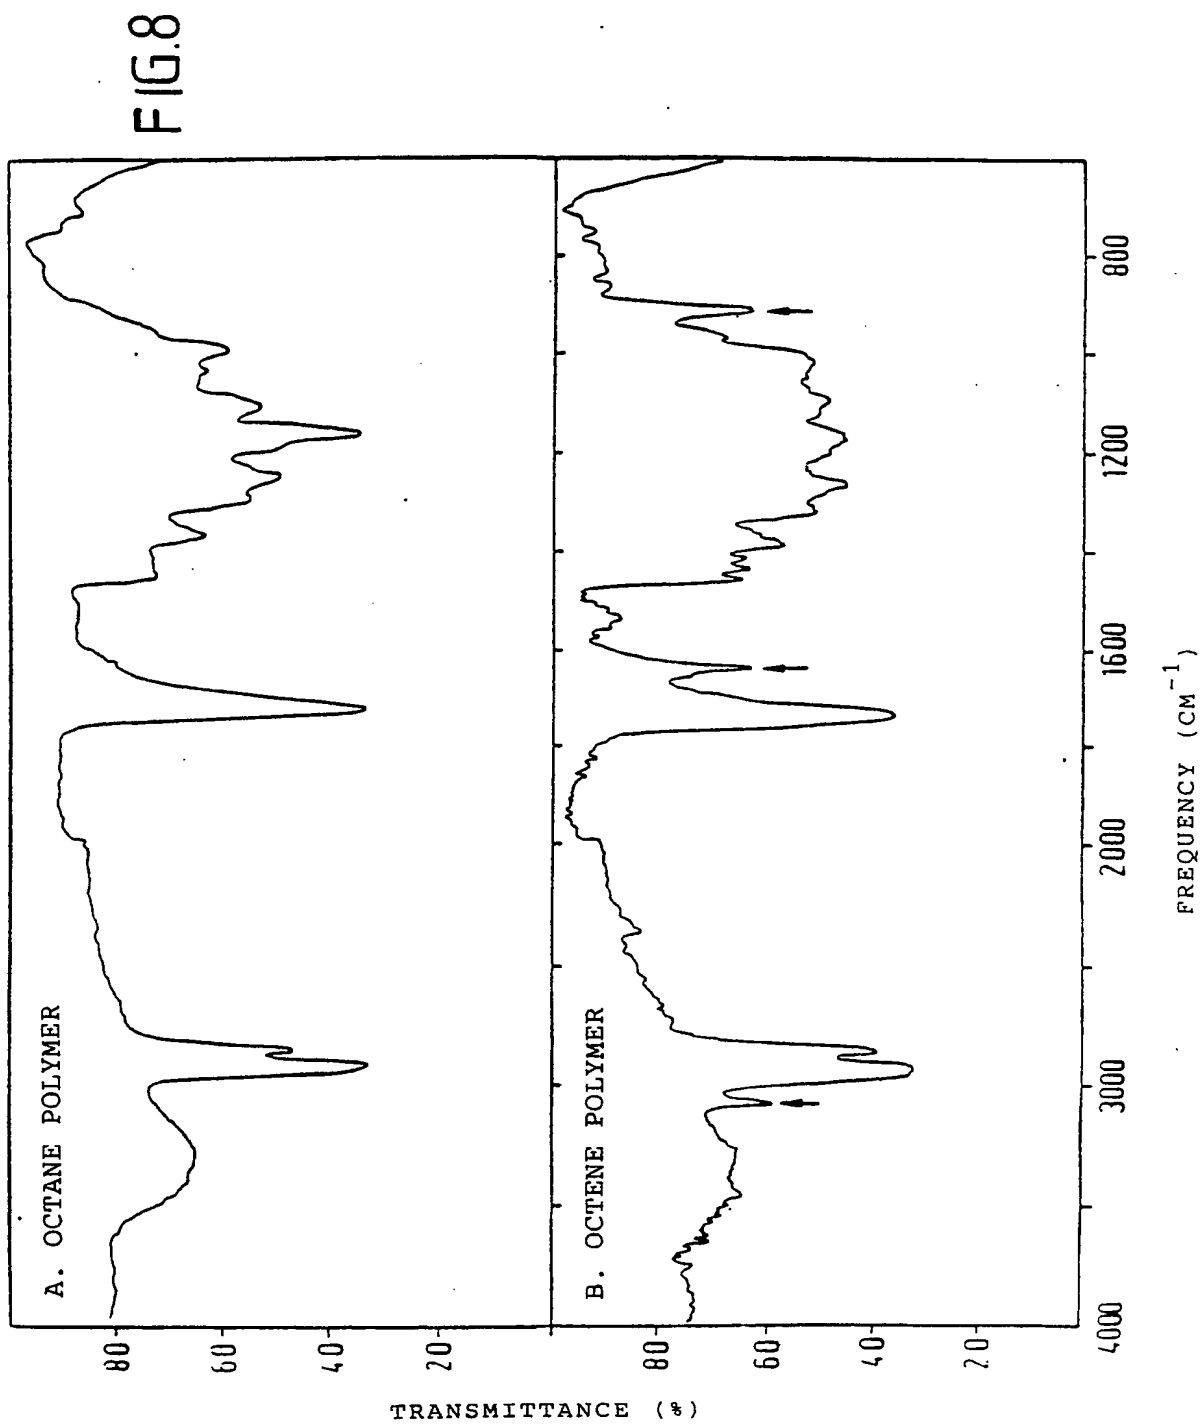 FIG.8
A. OCTANE POLYMER
B. OCTENE POLYMER
TRANSMITTANCE (%)
80
60
40
20
80
60
40
20
4000
3000
2000
1600
1200
800
FREQUENCY (CM-1)